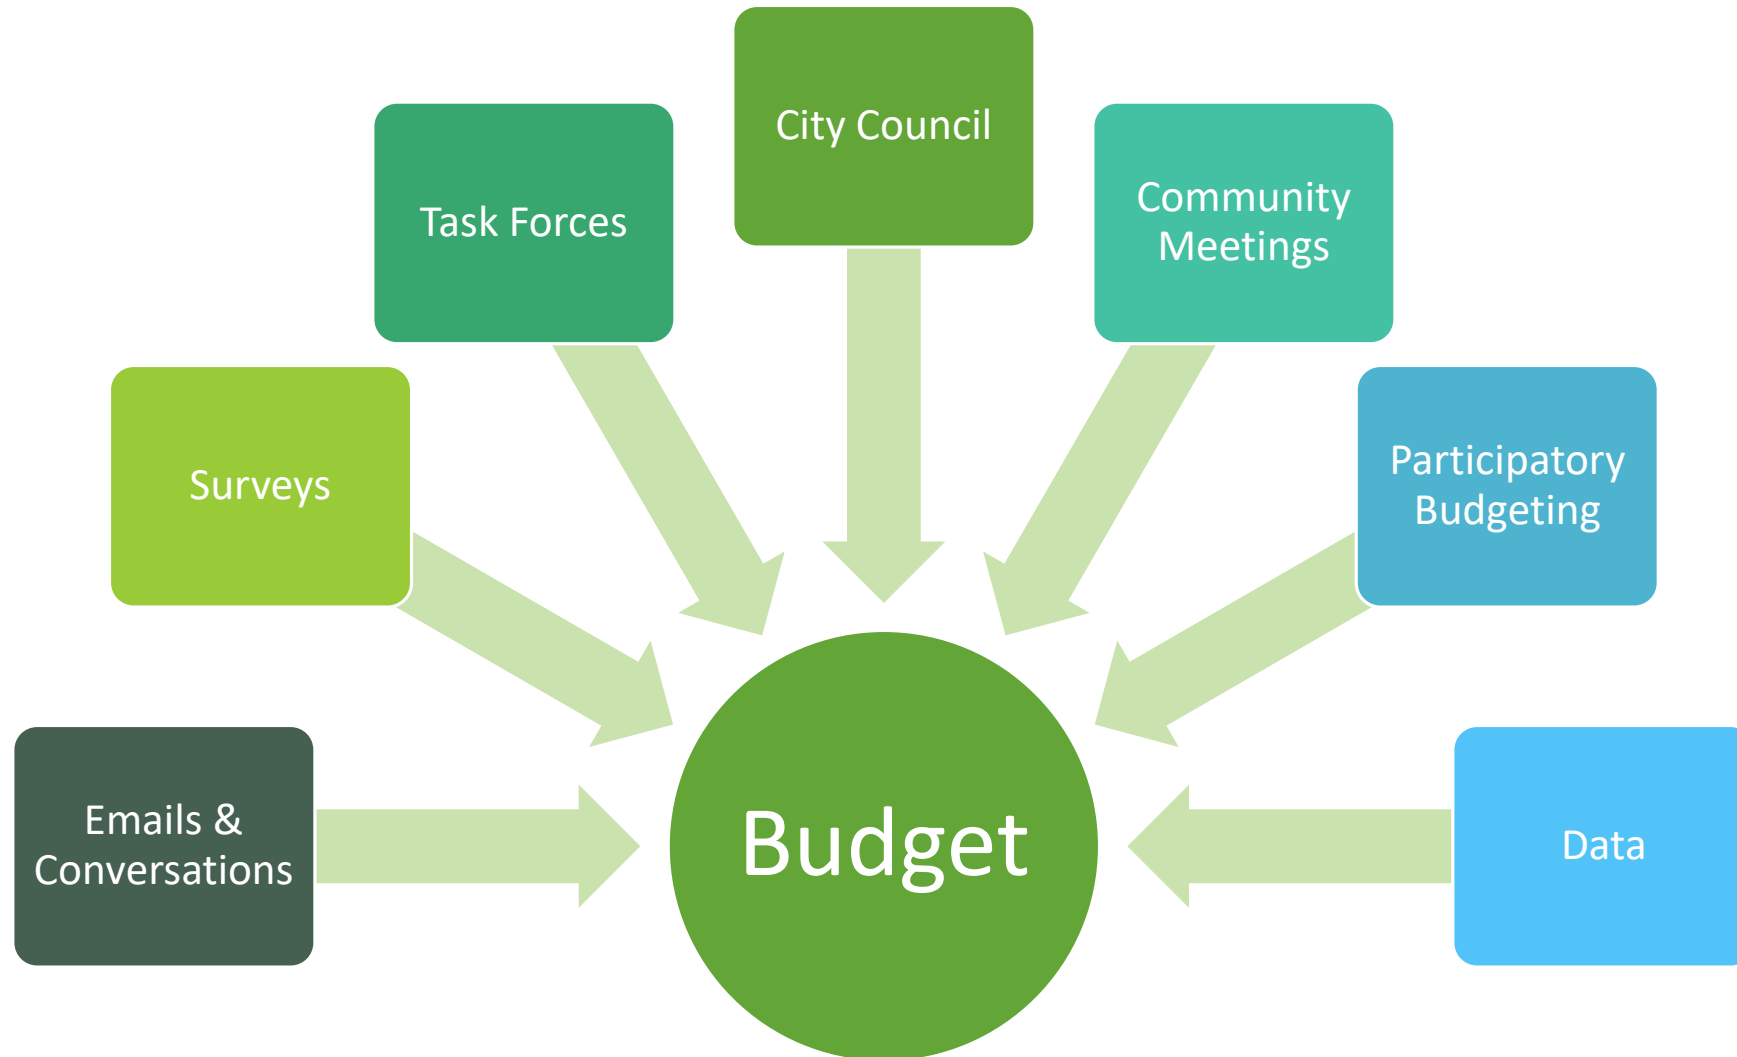 City Council
Task Forces
Community
Meetings
Surveys
Participatory
Budgeting
Emails &
Conversations
Budget
Data